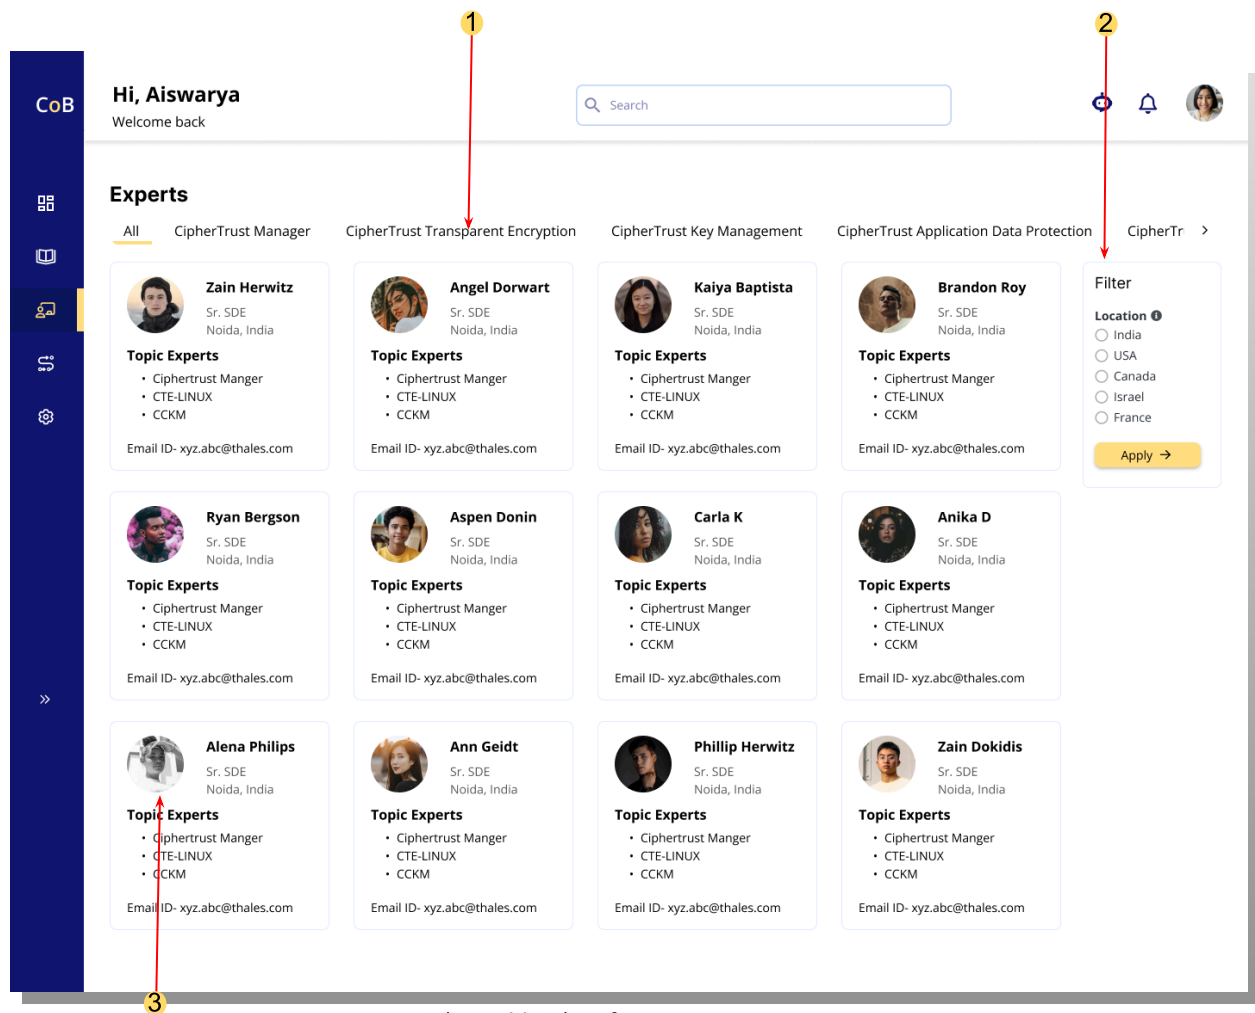 1
2
CoB
Hi, Aiswarya
Welcome back
Search
Experts
All CipherTrust Manager CipherTrust Transparent Encryption CipherTrust Key Management CipherTrust Application Data Protection CipherTr
Zain Herwitz
Sr. SDE
Noida, India
Topic Experts
• Ciphertrust Manger
• CTE-LINUX
• CCKM
Email ID- xyz.abc@thales.com
Angel Dorwart
Sr. SDE
Noida, India
Topic Experts
• Ciphertrust Manger
• CTE-LINUX
• CCKM
Email ID- xyz.abc@thales.com
Kaiya Baptista
Sr. SDE
Noida, India
Topic Experts
• Ciphertrust Manger
• CTE-LINUX
• CCKM
Email ID- xyz.abc@thales.com
Brandon Roy
Sr. SDE
Noida, India
Topic Experts
• Ciphertrust Manger
• CTE-LINUX
• CCKM
Email ID- xyz.abc@thales.com
Filter
Location
India
USA
Canada
Israel
France
Apply →
Ryan Bergson
Sr. SDE
Noida, India
Topic Experts
• Ciphertrust Manger
• CTE-LINUX
• CCKM
Email ID- xyz.abc@thales.com
Aspen Donin
Sr. SDE
Noida, India
Topic Experts
• Ciphertrust Manger
• CTE-LINUX
• CCKM
Email ID- xyz.abc@thales.com
Carla K
Sr. SDE
Noida, India
Topic Experts
• Ciphertrust Manger
• CTE-LINUX
• CCKM
Email ID- xyz.abc@thales.com
Anika D
Sr. SDE
Noida, India
Topic Experts
• Ciphertrust Manger
• CTE-LINUX
• CCKM
Email ID- xyz.abc@thales.com
Alena Philips
Sr. SDE
Noida, India
Topic Experts
• Ciphertrust Manger
• CTE-LINUX
• CCKM
Email ID- xyz.abc@thales.com
Ann Geidt
Sr. SDE
Noida, India
Topic Experts
• Ciphertrust Manger
• CTE-LINUX
• CCKM
Email ID- xyz.abc@thales.com
Phillip Herwitz
Sr. SDE
Noida, India
Topic Experts
• Ciphertrust Manger
• CTE-LINUX
• CCKM
Email ID- xyz.abc@thales.com
Zain Dokidis
Sr. SDE
Noida, India
Topic Experts
• Ciphertrust Manger
• CTE-LINUX
• CCKM
Email ID- xyz.abc@thales.com
3